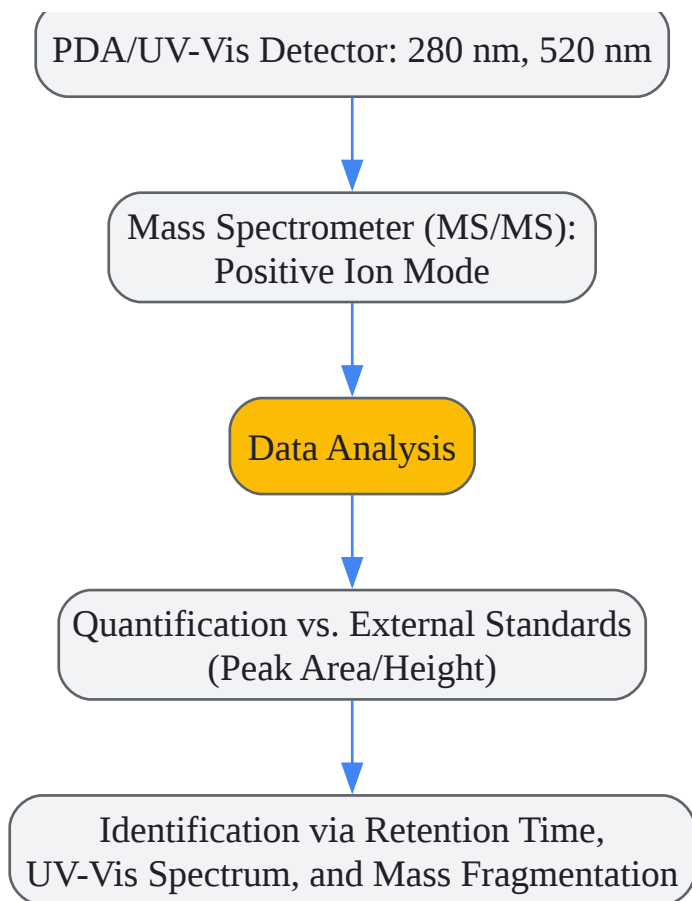 PDA/UV-Vis Detector: 280 nm, 520 nm
Mass Spectrometer (MS/MS):
Positive Ion Mode
Data Analysis
Quantification vs. External Standards
(Peak Area/Height)
Identification via Retention Time,
UV-Vis Spectrum, and Mass Fragmentation